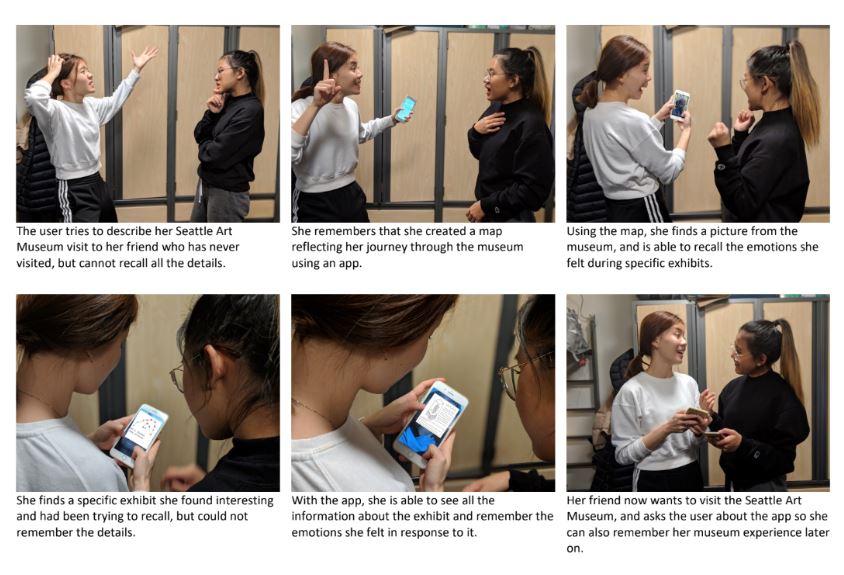 The user tries to describe her Seattle Art
Museum visit to her friend who has never
visited, but cannot recall all the details.
She remembers that she created a map
reflecting her journey through the museum
using an app.
Using the map, she finds a picture from the
museum, and is able to recall the emotions she
felt during specific exhibits.
She finds a specific exhibit she found interesting
and had been trying to recall, but could not
remember the details.
With the app, she is able to see all the
information about the exhibit and remember the
emotions she felt in response to it.
Her friend now wants to visit the Seattle Art
Museum, and asks the user about the app so she
can also remember her museum experience later
on.